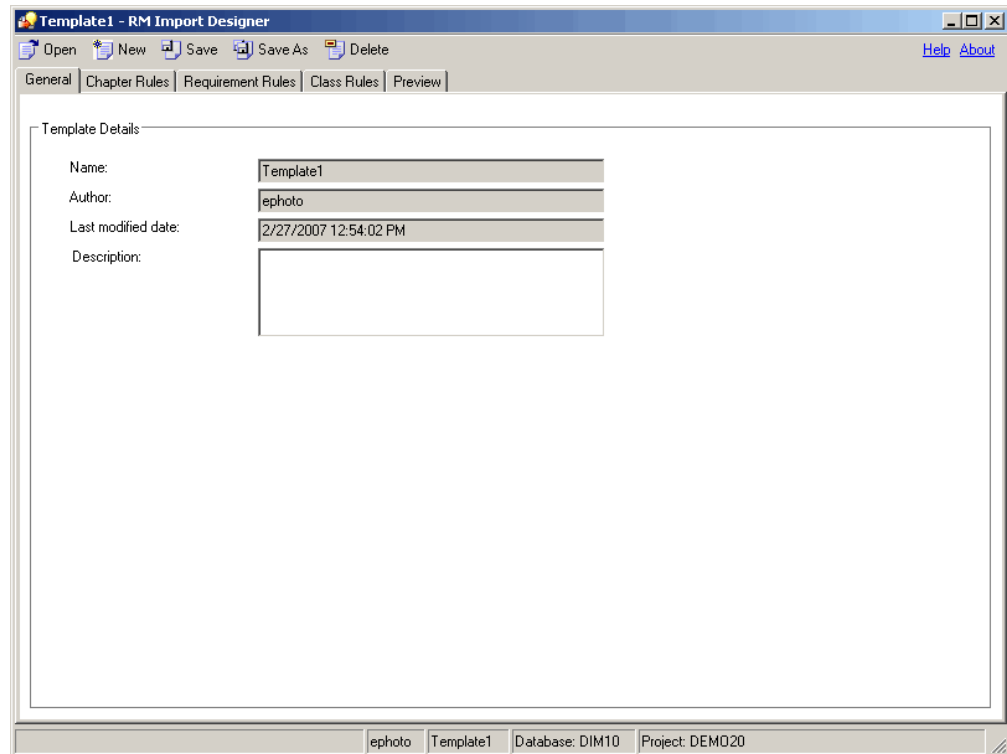 Template1 - RM Import Designer
Open New Save Save As Delete Help About
General Chapter Rules Requirement Rules Class Rules Preview
Template Details
Name: Template1
Author: ephoto
Last modified date: 2/27/2007 12:54:02 PM
Description:
ephoto Template1 Database: DIM10 Project: DEMO20